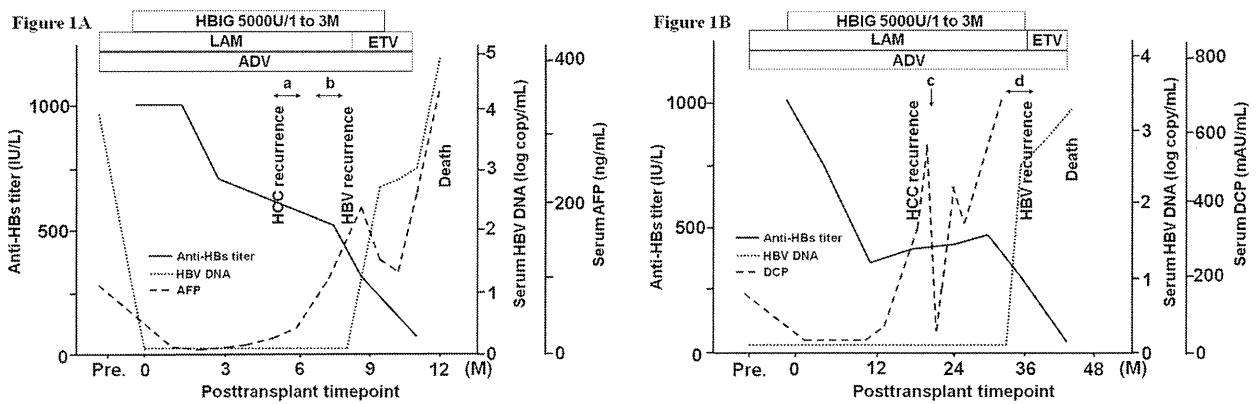 Figure 1A
HBIG 5000U/1 to 3M
LAM
ETV
ADV
Anti-HBs titer (IU/L)
1000
500
0
a
b
HCC recurrence
HBV recurrence
Death
Anti-HBs titer
HBV DNA
AFP
5
4
3
2
1
0
Serum HBV DNA (log copy/mL)
400
200
0
Serum AFP (ng/mL)
Pre. 0 3 6 9 12 (M)
Posttransplant timepoint
Figure 1B
HBIG 5000U/1 to 3M
LAM
ETV
ADV
Anti-HBs titer (IU/L)
1000
500
0
c
d
HCC recurrence
HBV recurrence
Death
Anti-HBs titer
HBV DNA
DCP
4
3
2
1
0
Serum HBV DNA (log copy/mL)
800
600
400
200
0
Serum DCP (mAU/mL)
Pre. 0 12 24 36 48 (M)
Posttransplant timepoint